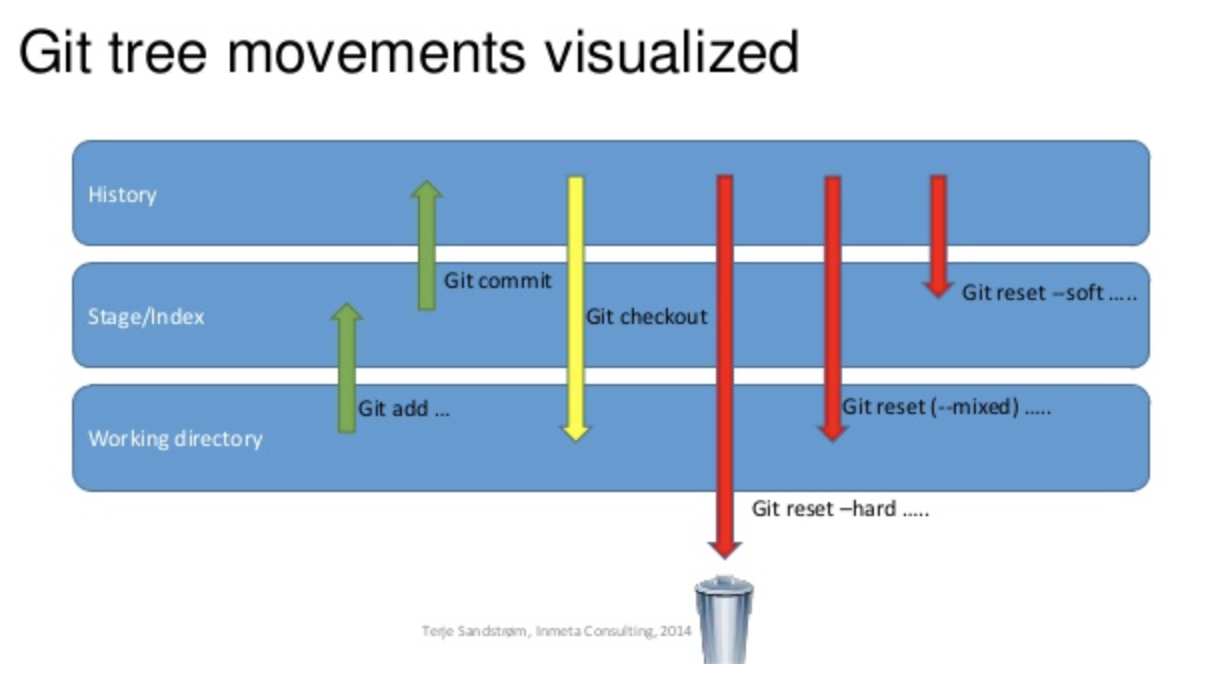 Git tree movements visualized
History
Git commit
Git reset –soft …..
Stage/Index
Git checkout
Git add …
Git reset (--mixed) …..
Working directory
Git reset –hard …..
Terje Sandstrøm, Inmeta Consulting, 2014